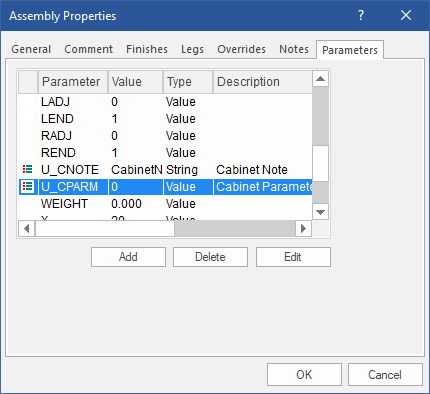 Assembly Properties ?
General Comment Finishes Legs Overrides Notes Parameters
Parameter Value Type Description
LADJ 0 Value
LEND 1 Value
RADJ 0 Value
REND 1 Value
U_CNOTE CabinetN String Cabinet Note
U_CPARM 0 Value Cabinet Paramete
WEIGHT 0.000 Value
Add Delete Edit
OK Cancel